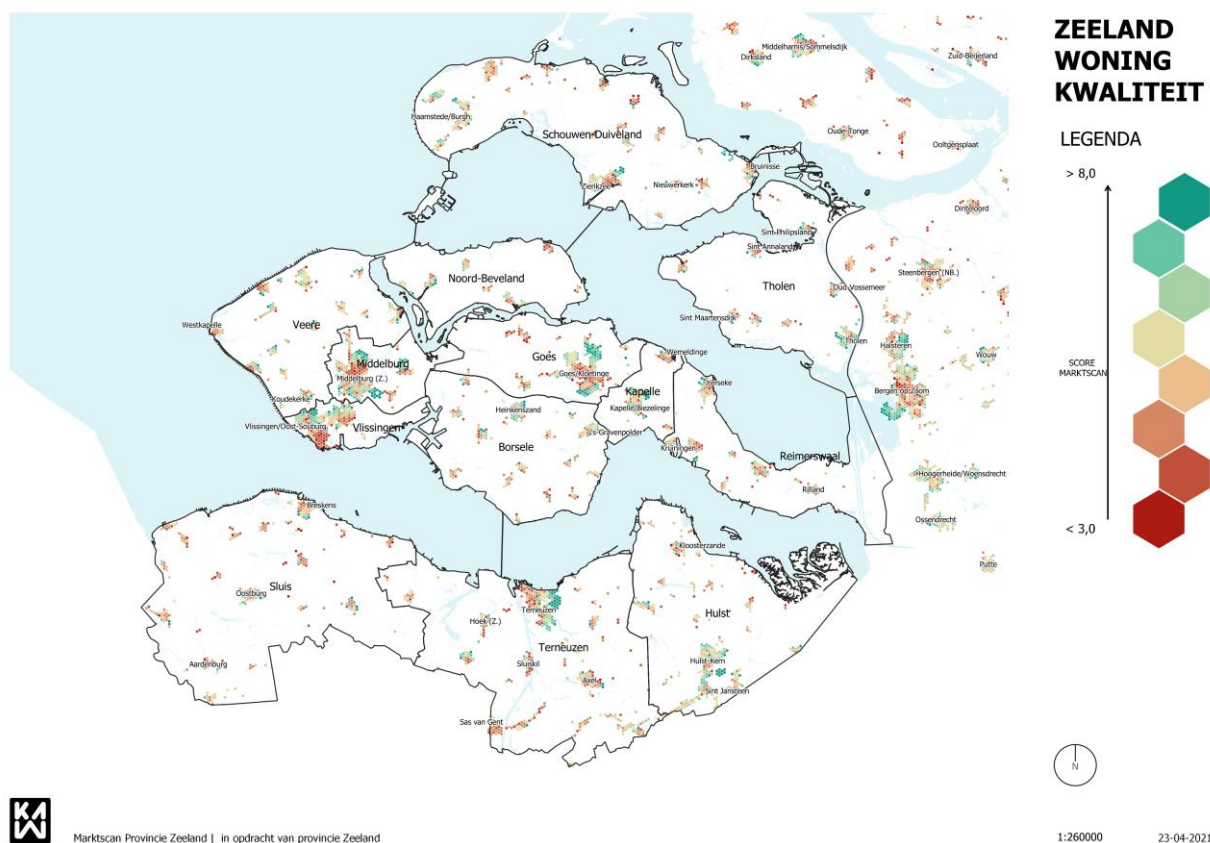 ZEELAND
WONING
KWALITEIT
LEGENDA
> 8,0
SCORE
MARKTSCAN
< 3,0
N
1:260000
23-04-2021
Middelharnis/Sommelsdijk
Dirksland
Zuid-Beijerland
Haamstede/Burgh
Schouwen-Duiveland
Oude-Tonge
Ooltgensplaat
Bruinisse
Zierikzee
Nieuwerkerk
Dinteloord
Sint Philipsland
Sint Annaland
Steenbergen (NB.)
Noord-Beveland
Tholen
Oud-Vossemeer
Westkapelle
Veere
Sint Maartensdijk
Tholen
Halsteren
Wouw
Middelburg
Goes
Wemeldinge
Middelburg (Z.)
Goes/Kloetinge
Yerseke
Kapelle
Bergen op Zoom
Koudekerke
Heinkenszand
Kapelle/Biezelinge
Vlissingen/Oost-Souburg
Vlissingen
's-Gravenpolder
Borsele
Kruiningen
Reimerswaal
Hoogerheide/Woensdrecht
Rilland
Breskens
Ossendrecht
Kloosterzande
Putte
Sluis
Oostburg
Terneuzen
Hulst
Hoek (Z.)
Terneuzen
Aardenburg
Sluiskil
Hulst-Kern
Axel
Sint Jansteen
Sas van Gent
KAW
Marktscan Provincie Zeeland | in opdracht van provincie Zeeland